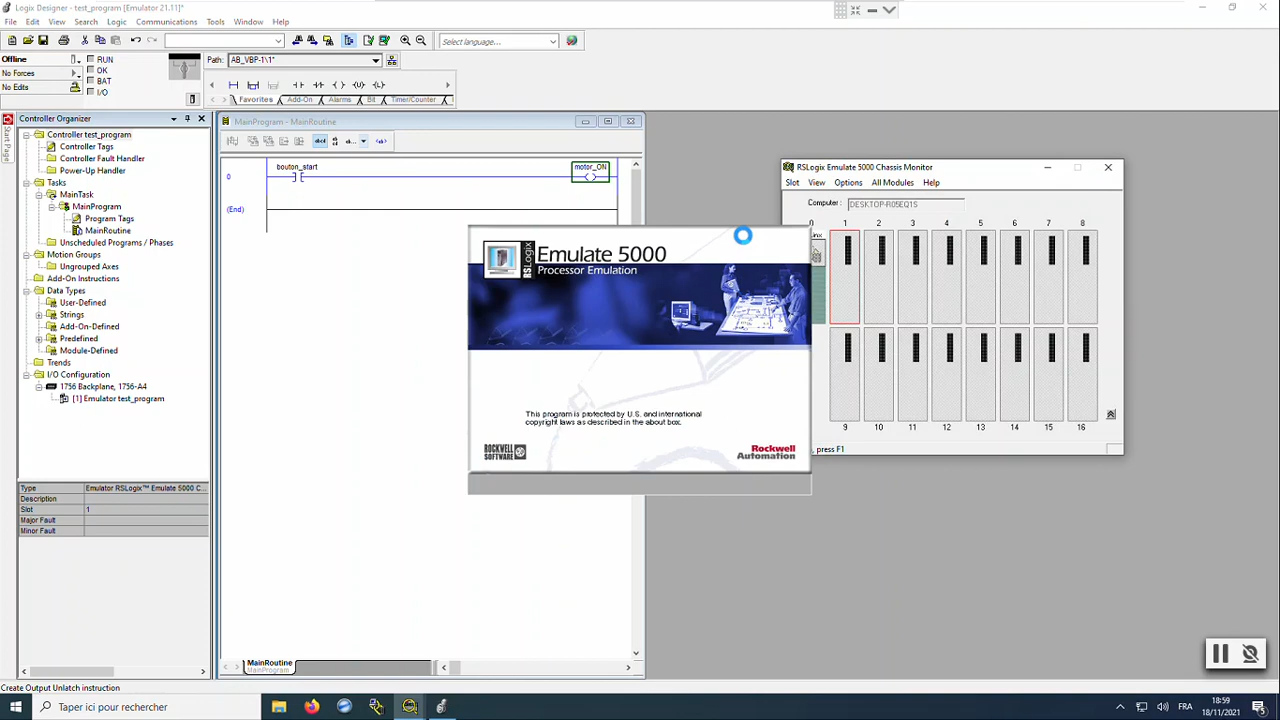 Logix Designer - test_program [Emulator 21.11]*
File Edit View Search Logic Communications Tools Window Help
Select language...
Offline
RUN
No Forces
OK
No Edits
BAT
I/O
Path: AB_VBP-1\1*
Favorites Add-On Alarms Bit Timer/Counter
Start Page
Controller Organizer
Controller test_program
Controller Tags
Controller Fault Handler
Power-Up Handler
Tasks
MainTask
MainProgram
Program Tags
MainRoutine
Unscheduled Programs / Phases
Motion Groups
Ungrouped Axes
Add-On Instructions
Data Types
User-Defined
Strings
Add-On-Defined
Predefined
Module-Defined
Trends
I/O Configuration
1756 Backplane, 1756-A4
[1] Emulator test_program
Type Emulator RSLogix™ Emulate 5000 C...
Description
Slot 1
Major Fault
Minor Fault
MainProgram - MainRoutine
0
bouton_start
motor_ON
(End)
MainRoutine
MainProgram
RSLogix
Emulate 5000
Processor Emulation
This program is protected by U.S. and international
copyright laws as described in the about box.
ROCKWELL
SOFTWARE
Rockwell
Automation
RSLogix Emulate 5000 Chassis Monitor
Slot View Options All Modules Help
Computer: DESKTOP-R05EQ1S
0 1 2 3 4 5 6 7 8
9 10 11 12 13 14 15 16
, press F1
Create Output Unlatch instruction
Taper ici pour rechercher
FRA
18:59
18/11/2021